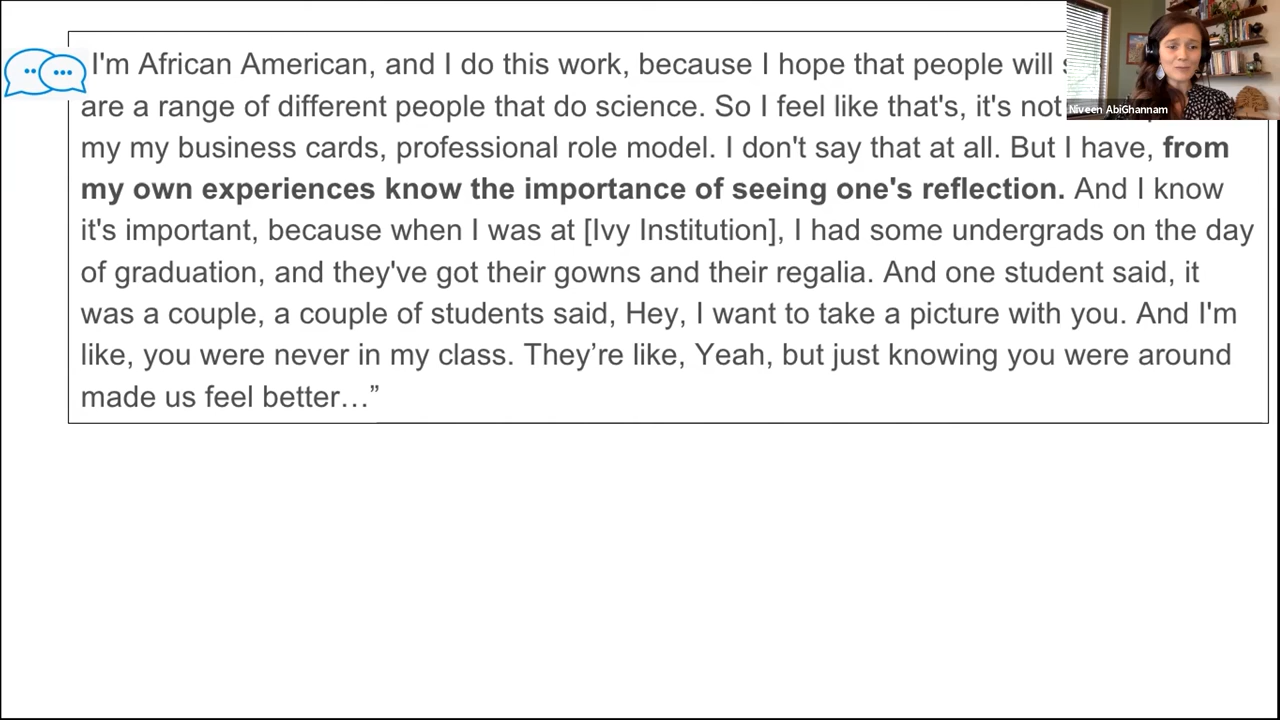 I'm African American, and I do this work, because I hope that people will
are a range of different people that do science. So I feel like that's, it's not
my my business cards, professional role model. I don't say that at all. But I have, from
my own experiences know the importance of seeing one's reflection. And I know
it's important, because when I was at [Ivy Institution], I had some undergrads on the day
of graduation, and they've got their gowns and their regalia. And one student said, it
was a couple, a couple of students said, Hey, I want to take a picture with you. And I'm
like, you were never in my class. They’re like, Yeah, but just knowing you were around
made us feel better…”
Niveen AbiGhannam